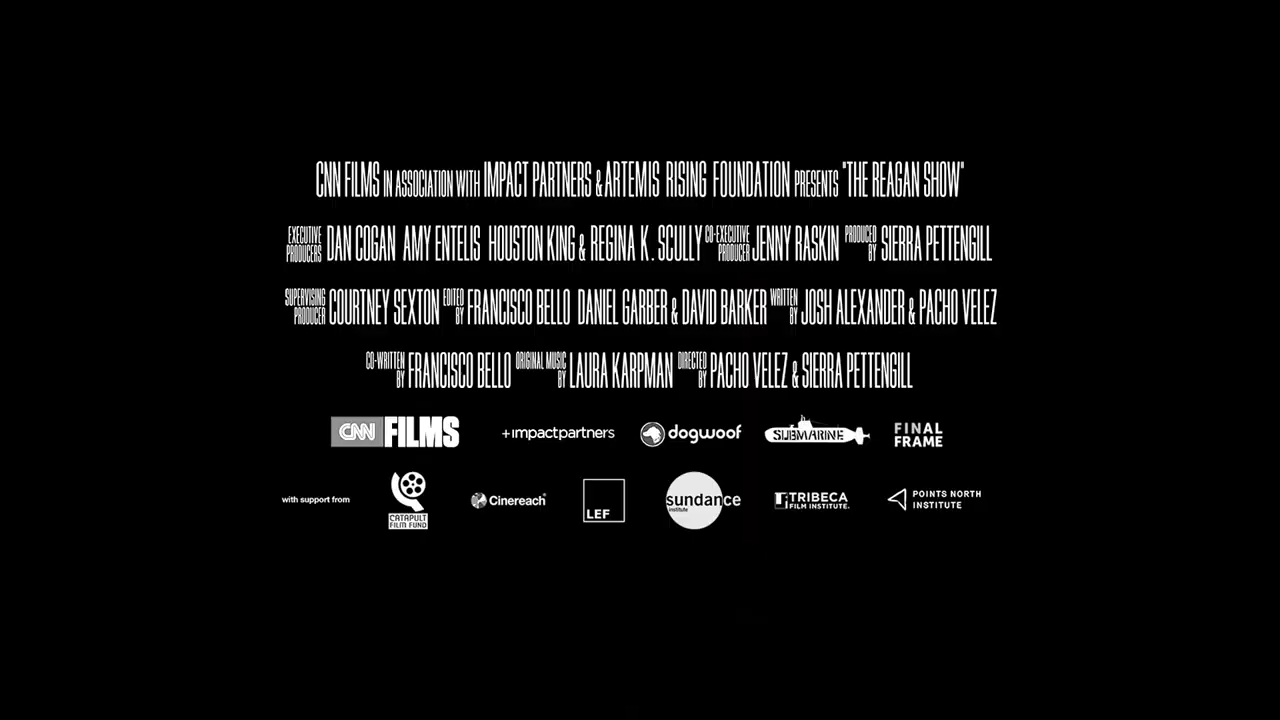 CNN FILMS IN ASSOCIATION WITH IMPACT PARTNERS & ARTEMIS RISING FOUNDATION PRESENTS "THE REAGAN SHOW"
EXECUTIVE PRODUCERS DAN COGAN AMY ENTELIS HOUSTON KING & REGINA K. SCULLY CO-EXECUTIVE PRODUCER JENNY RASKIN PRODUCED BY SIERRA PETTENGILL
SUPERVISING PRODUCER COURTNEY SEXTON EDITED BY FRANCISCO BELLO DANIEL GARBER & DAVID BARKER WRITTEN BY JOSH ALEXANDER & PACHO VELEZ
CO-WRITTEN BY FRANCISCO BELLO ORIGINAL MUSIC BY LAURA KARPMAN DIRECTED BY PACHO VELEZ & SIERRA PETTENGILL
CNN FILMS +impactpartners dogwoof SUBMARINE FINAL FRAME
with support from CATAPULT FILM FUND Cinereach LEF sundance institute TRIBECA FILM INSTITUTE. POINTS NORTH INSTITUTE